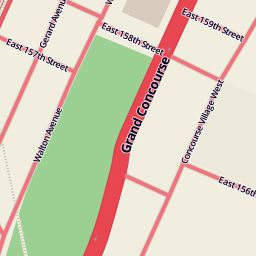 East 159th Street
East 158th Street
Gerard Avenue
East 157th Street
Grand Concourse
Concourse Village West
Walton Avenue
East 156th